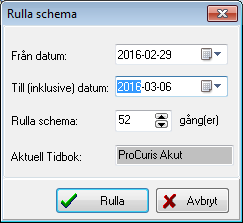 Rulla schema
Från datum: 2016-02-29
Till (inklusive) datum: 2016-03-06
Rulla schema: 52 gång(er)
Aktuell Tidbok: ProCuris Akut
Rulla Avbryt